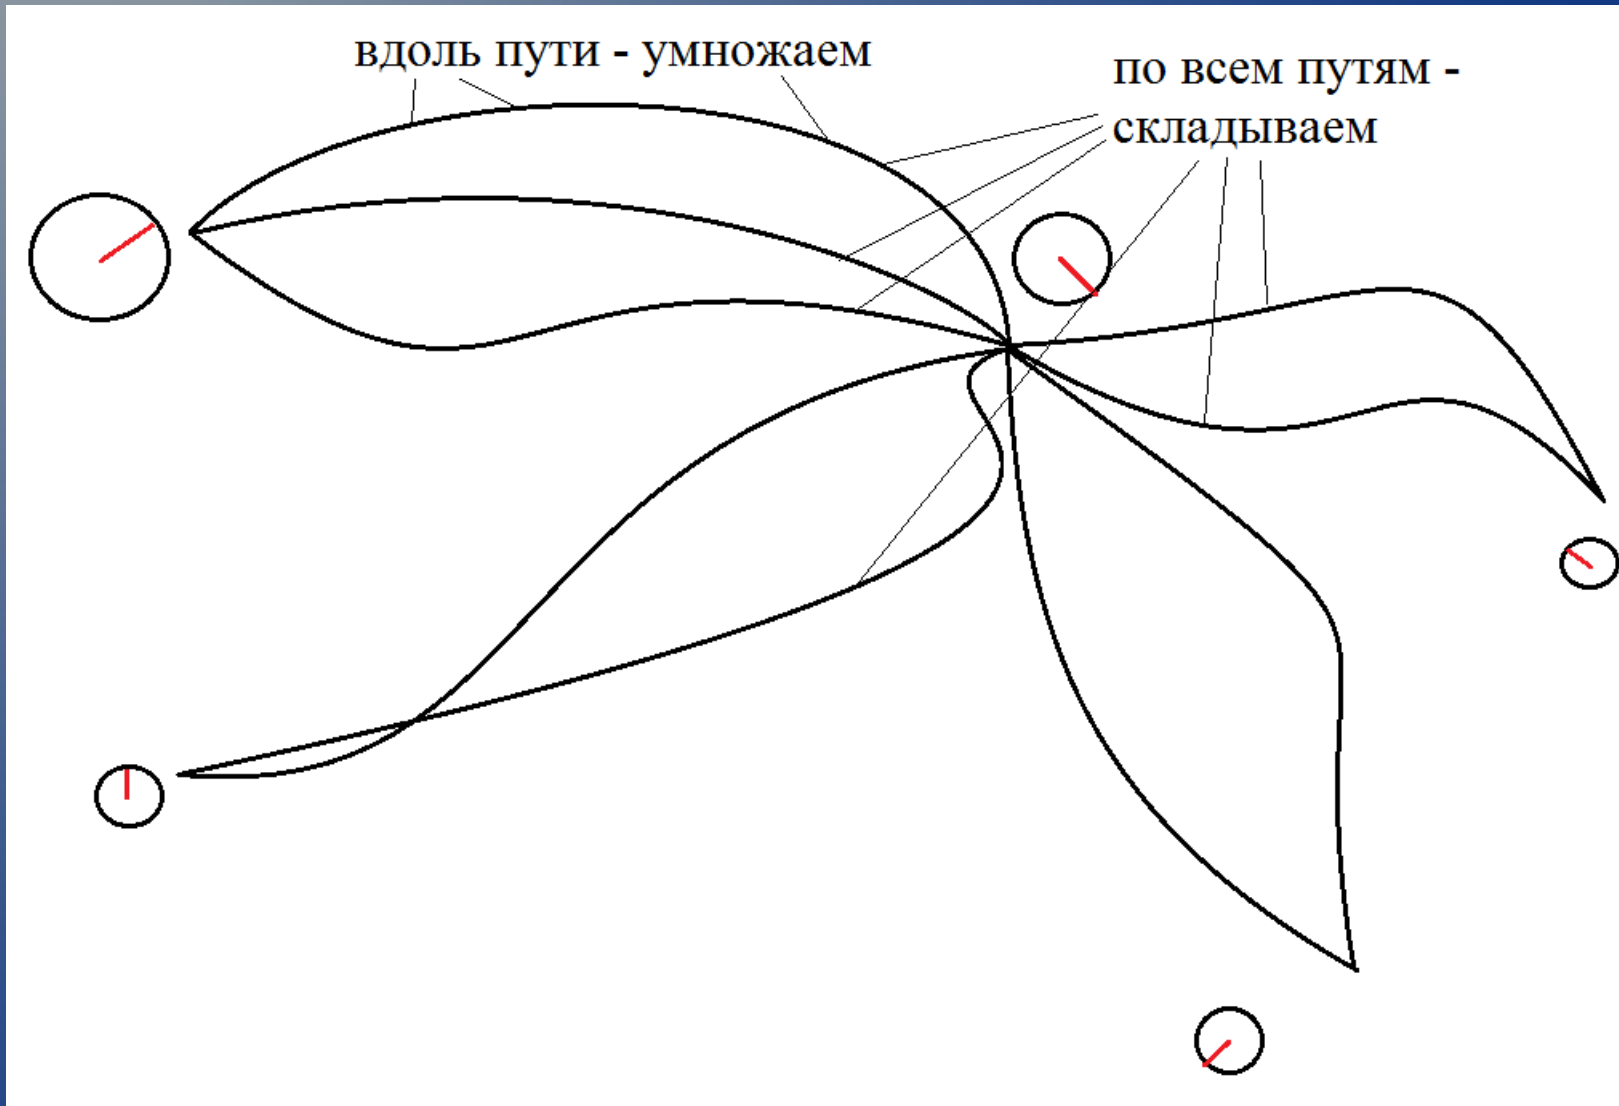 вдоль пути - умножаем
по всем путям -
складываем